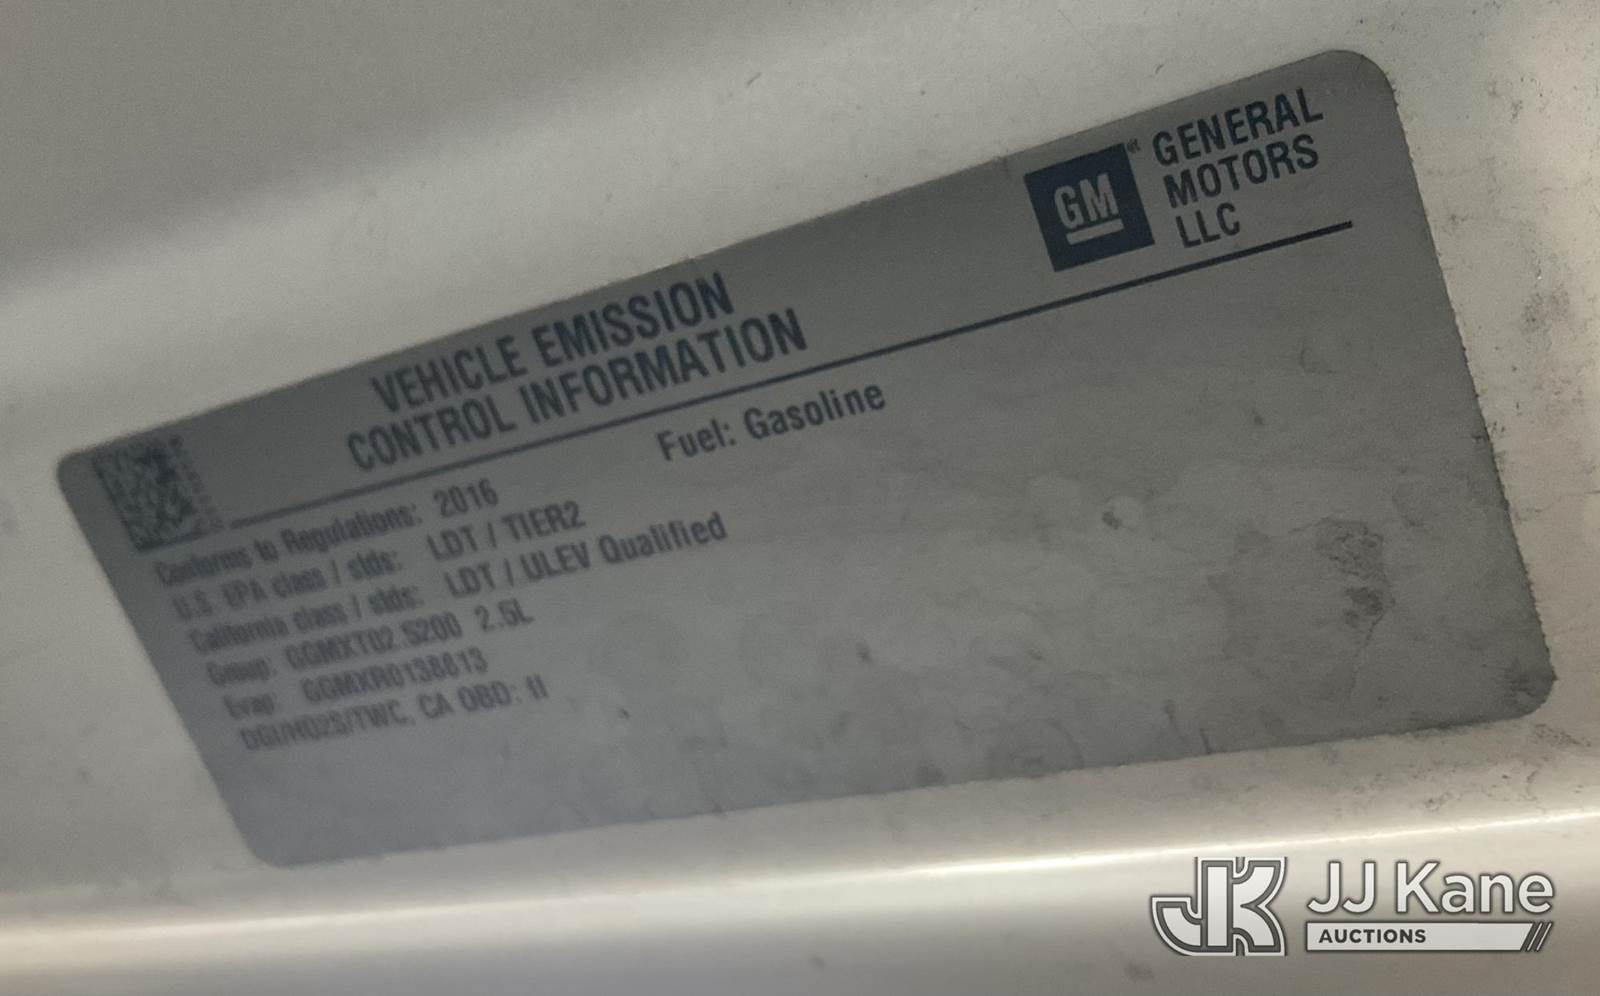 GM
GENERAL
MOTORS
LLC
VEHICLE EMISSION
CONTROL INFORMATION
Fuel: Gasoline
Conforms to Regulations: 2016
U.S. EPA class / stds: LDT / TIER2
California class / stds: LDT / ULEV Qualified
Group: GGMXT02.5200 2.5L
Evap: GGMXR0138813
DGI/HO2S/TWC, CA OBD: II
JK
JJ Kane
AUCTIONS